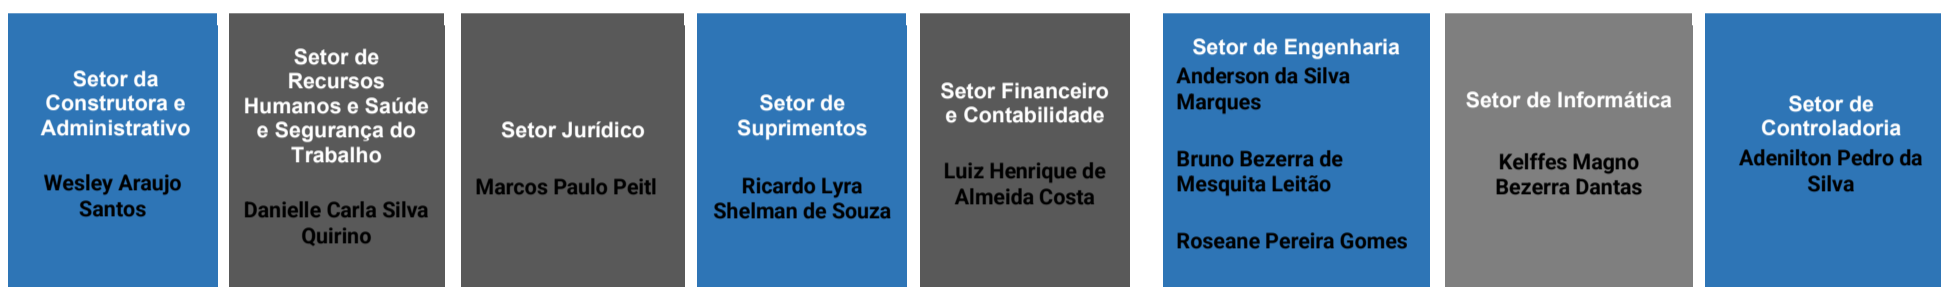 Setor da
Construtora e
Administrativo
Wesley Araujo
Santos
Setor de
Recursos
Humanos e Saúde
e Segurança do
Trabalho
Danielle Carla Silva
Quirino
Setor Jurídico
Marcos Paulo Peitl
Setor de
Suprimentos
Ricardo Lyra
Shelman de Souza
Setor Financeiro
e Contabilidade
Luiz Henrique de
Almeida Costa
Setor de Engenharia
Anderson da Silva
Marques
Bruno Bezerra de
Mesquita Leitão
Roseane Pereira Gomes
Setor de Informática
Kelffes Magno
Bezerra Dantas
Setor de
Controladoria
Adenilton Pedro da
Silva